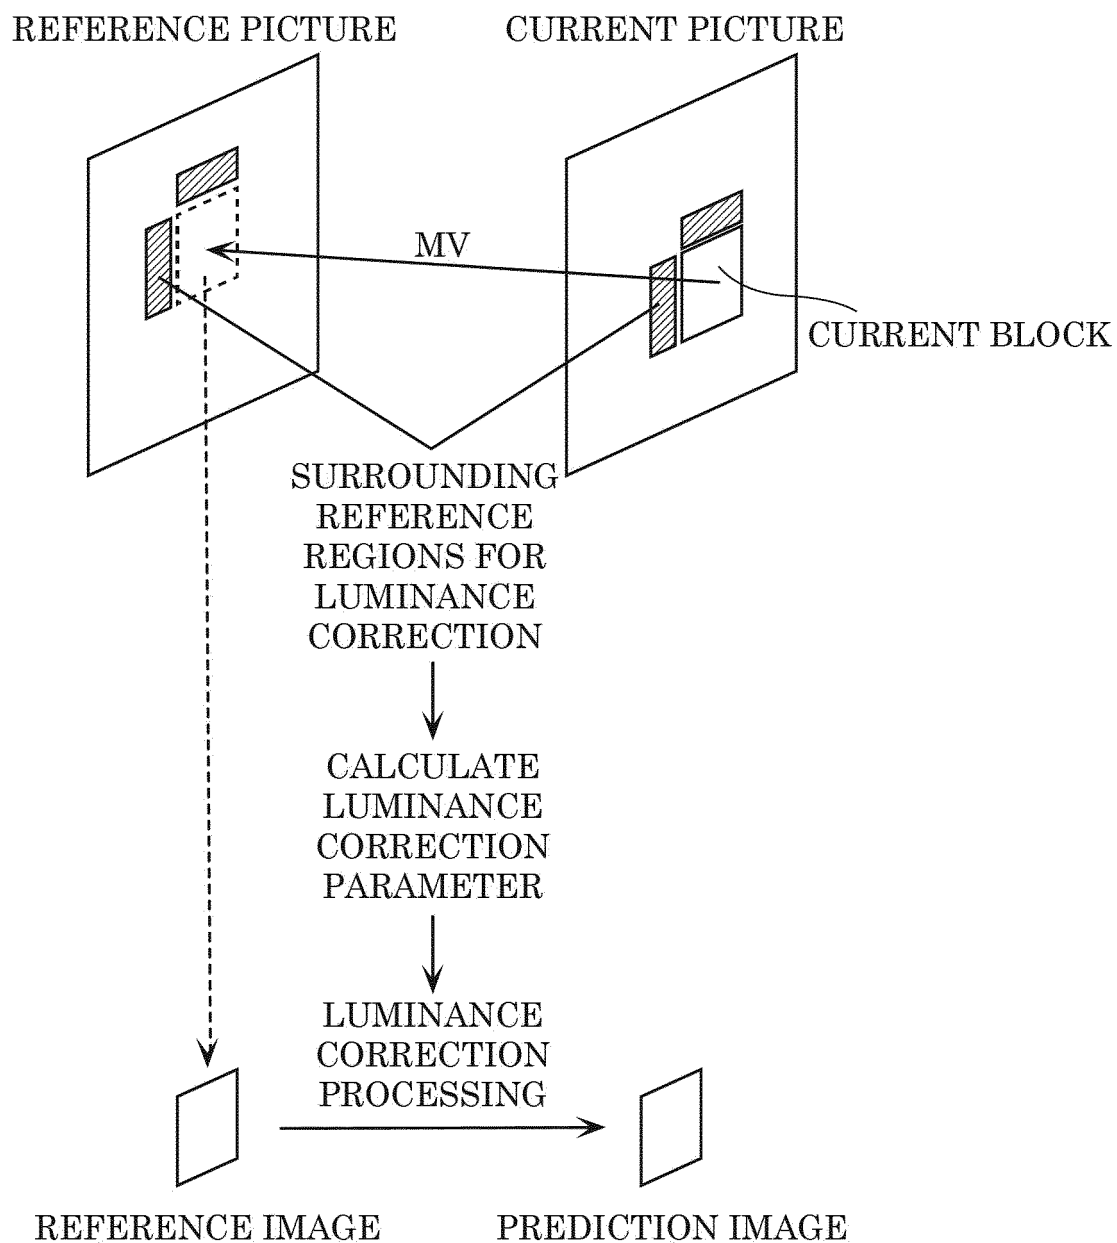 REFERENCE PICTURE
CURRENT PICTURE
MV
CURRENT BLOCK
SURROUNDING
REFERENCE
REGIONS FOR
LUMINANCE
CORRECTION
CALCULATE
LUMINANCE
CORRECTION
PARAMETER
LUMINANCE
CORRECTION
PROCESSING
REFERENCE IMAGE
PREDICTION IMAGE